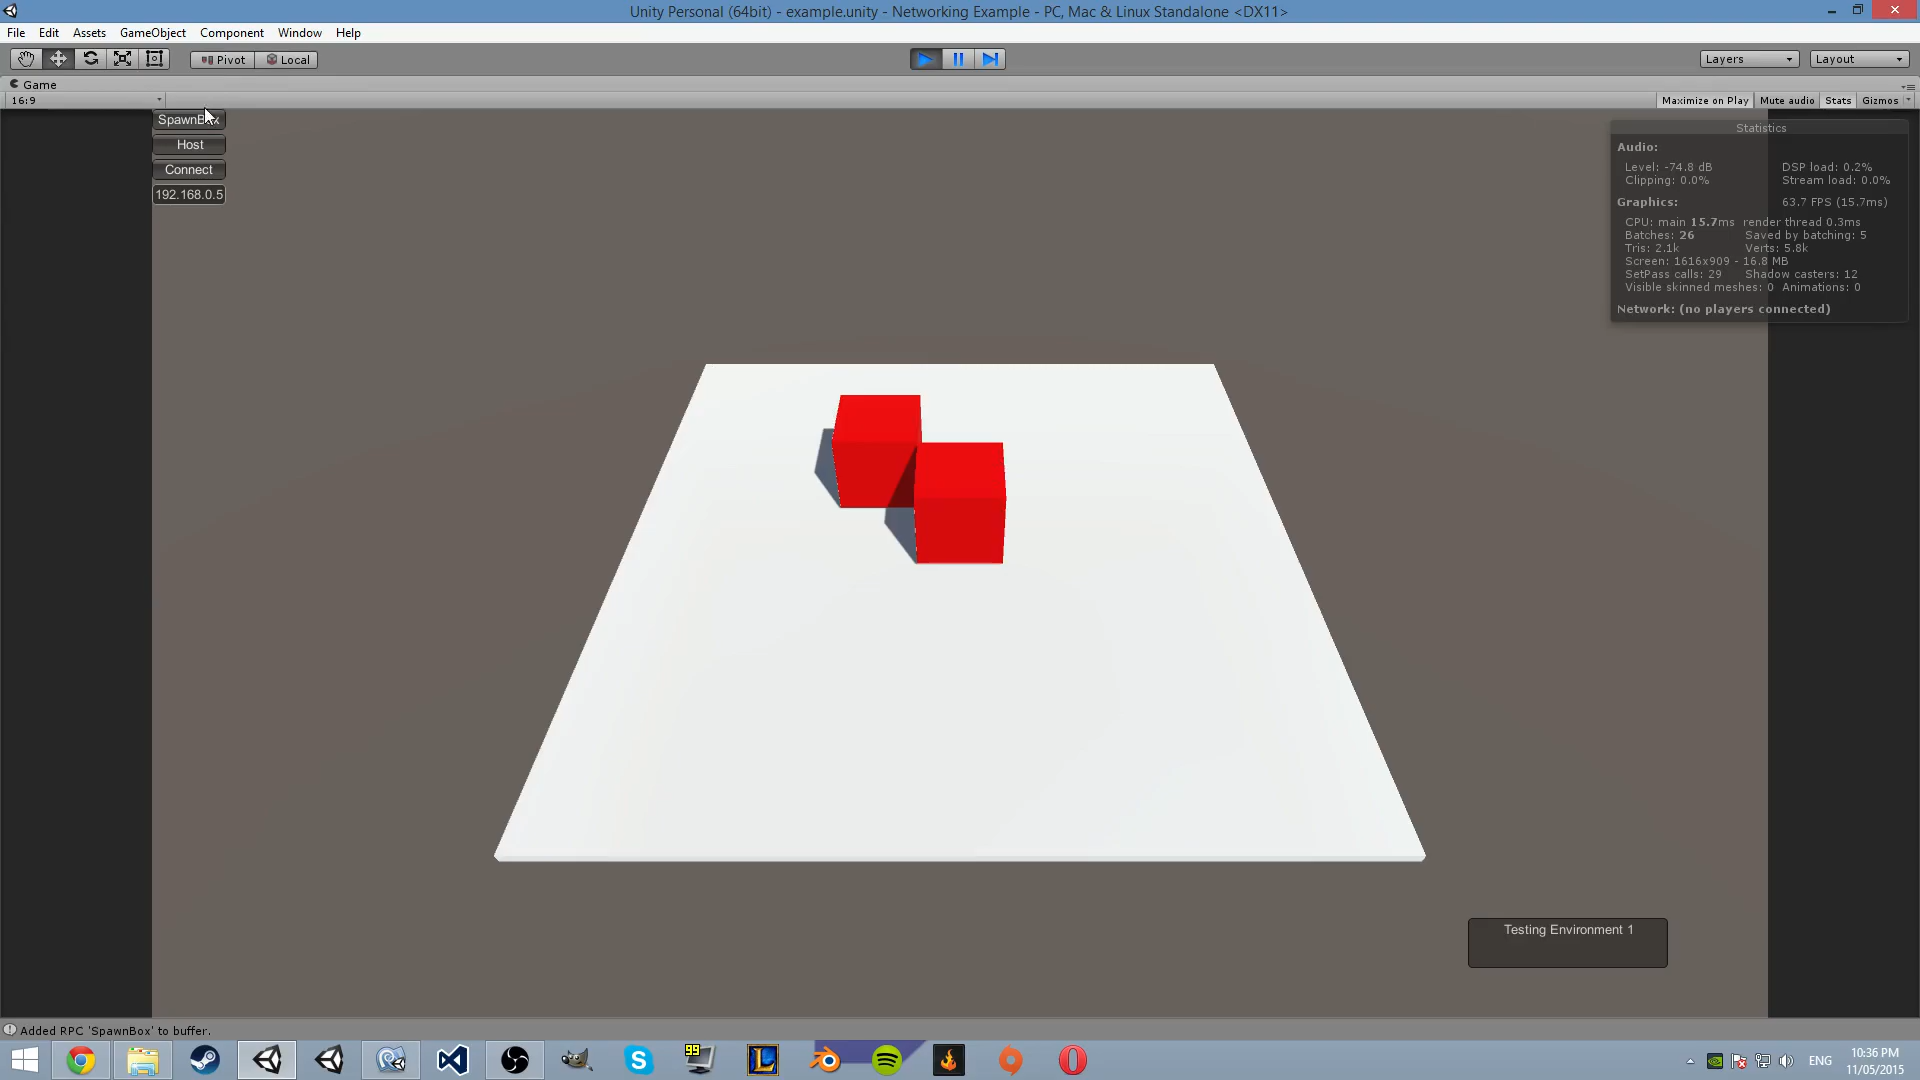 Unity Personal (64bit) - example.unity - Networking Example - PC, Mac & Linux Standalone <DX11>
File Edit Assets GameObject Component Window Help
Pivot Local Layers Layout
Game
16:9 Maximize on Play Mute audio Stats Gizmos
Host
Connect
192.168.0.5
Statistics
Audio:
Level: -74.8 dB DSP load: 0.2%
Clipping: 0.0% Stream load: 0.0%
Graphics: 63.7 FPS (15.7ms)
CPU: main 15.7ms render thread 0.3ms
Batches: 26 Saved by batching: 5
Tris: 2.1k Verts: 5.8k
Screen: 1616x909 - 16.8 MB
SetPass calls: 29 Shadow casters: 12
Visible skinned meshes: 0 Animations: 0
Network: (no players connected)
Testing Environment 1
Added RPC 'SpawnBox' to buffer.
99
ENG
10:36 PM
11/05/2015